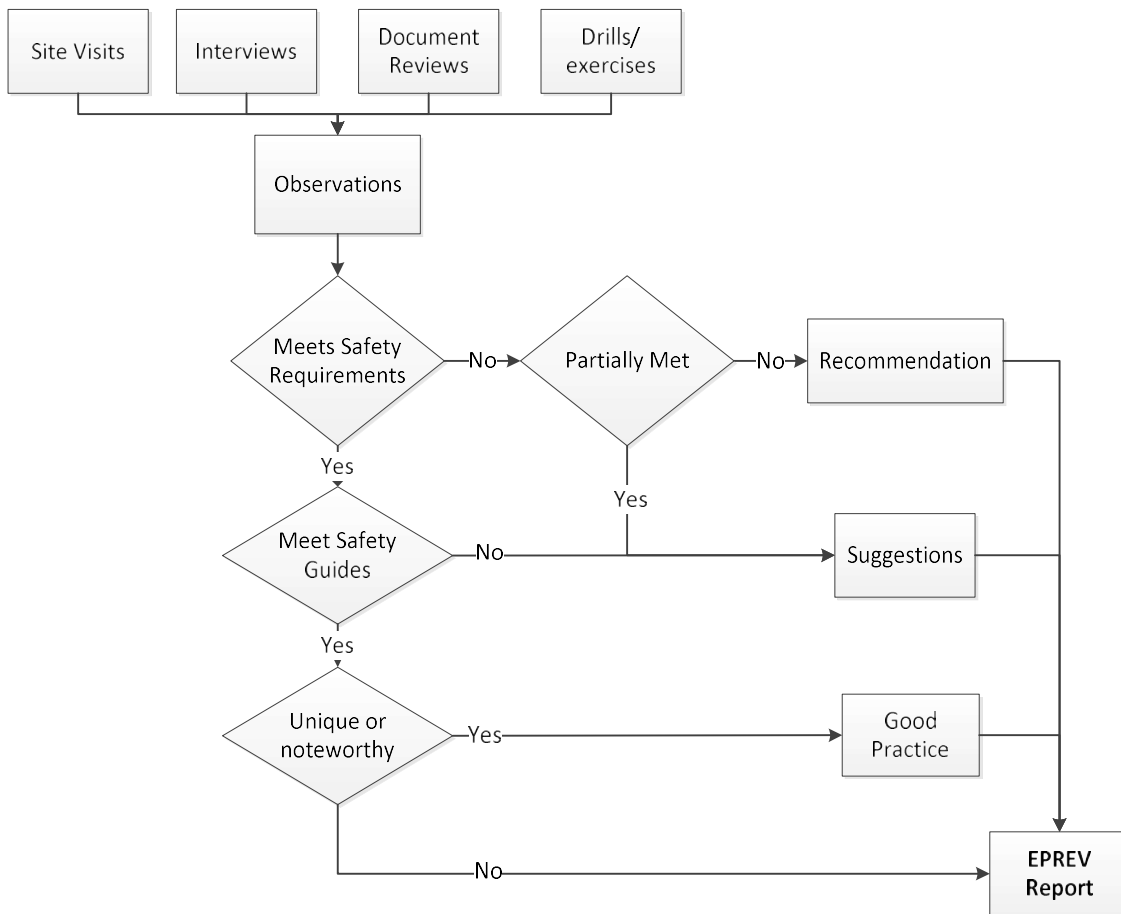 Site Visits
Interviews
Document
Reviews
Drills/
exercises
Observations
Meets Safety
Requirements
No
Partially Met
No
Recommendation
Yes
Yes
Meet Safety
Guides
No
Suggestions
Yes
Unique or
noteworthy
Yes
Good
Practice
No
EPREV
Report